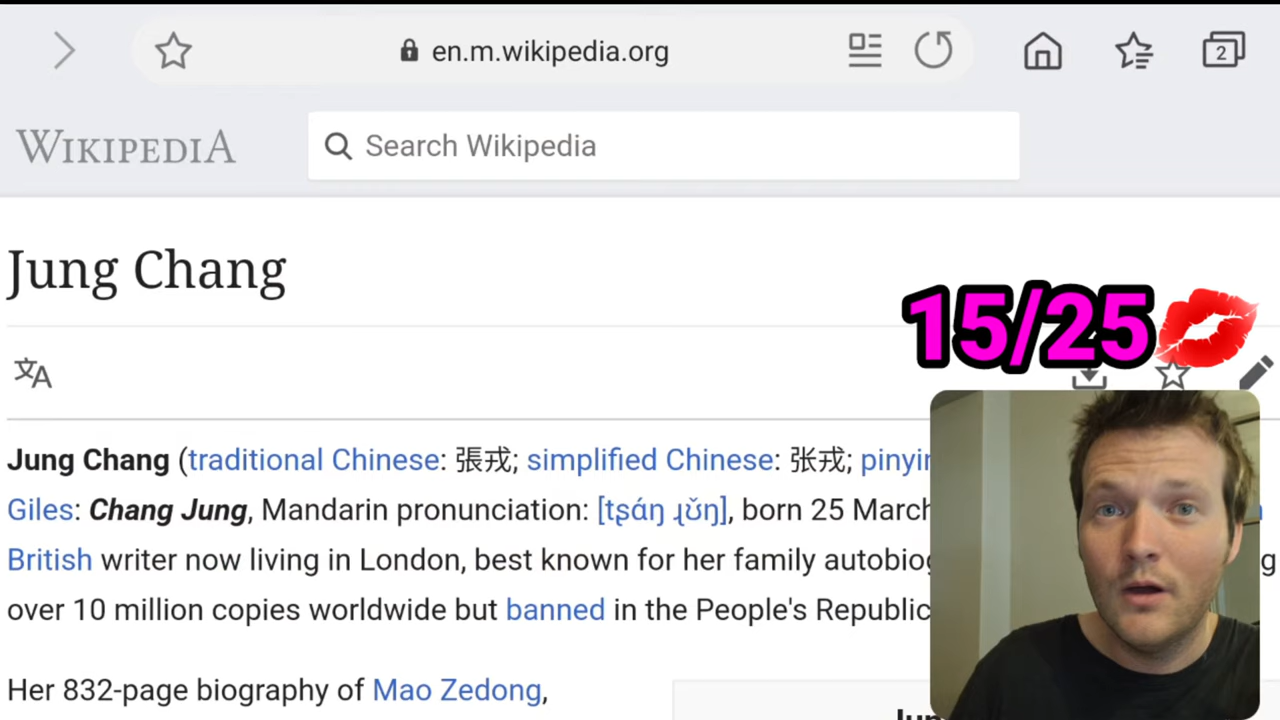 en.m.wikipedia.org
2
WIKIPEDIA
Search Wikipedia
Jung Chang
15/25
文A
Jung Chang (traditional Chinese: 張戎; simplified Chinese: 张戎;
Giles: Chang Jung, Mandarin pronunciation: [tʂáŋ ɻʊ̌ŋ], born 25 March
British writer now living in London, best known for her family
over 10 million copies worldwide but banned in the People's Republic
Her 832-page biography of Mao Zedong,